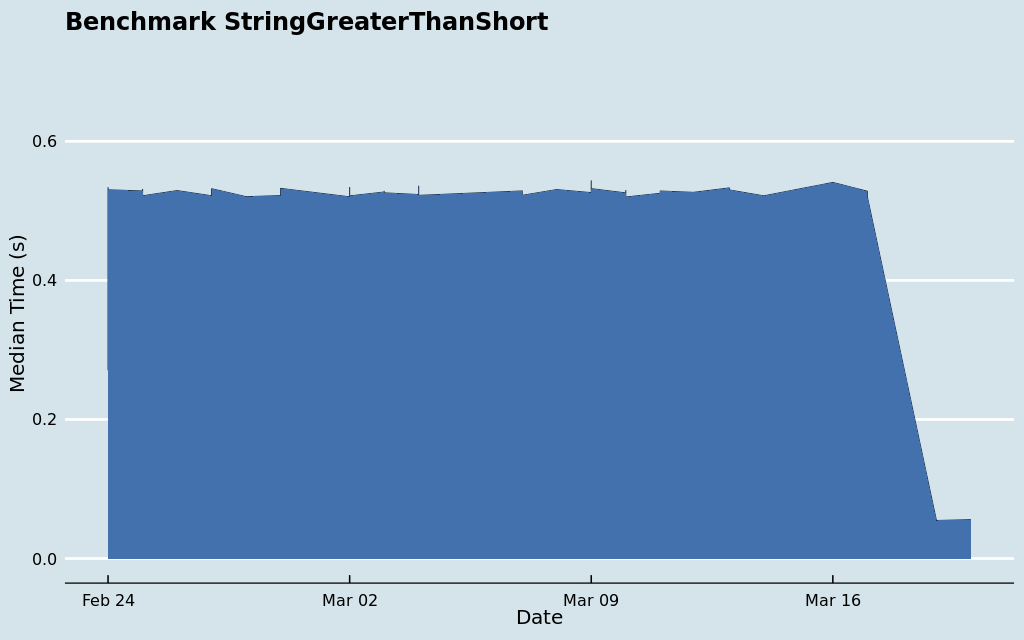 Benchmark StringGreaterThanShort
0.6
0.4
0.2
0.0
Median Time (s)
Feb 24 Mar 02 Mar 09 Mar 16
Date